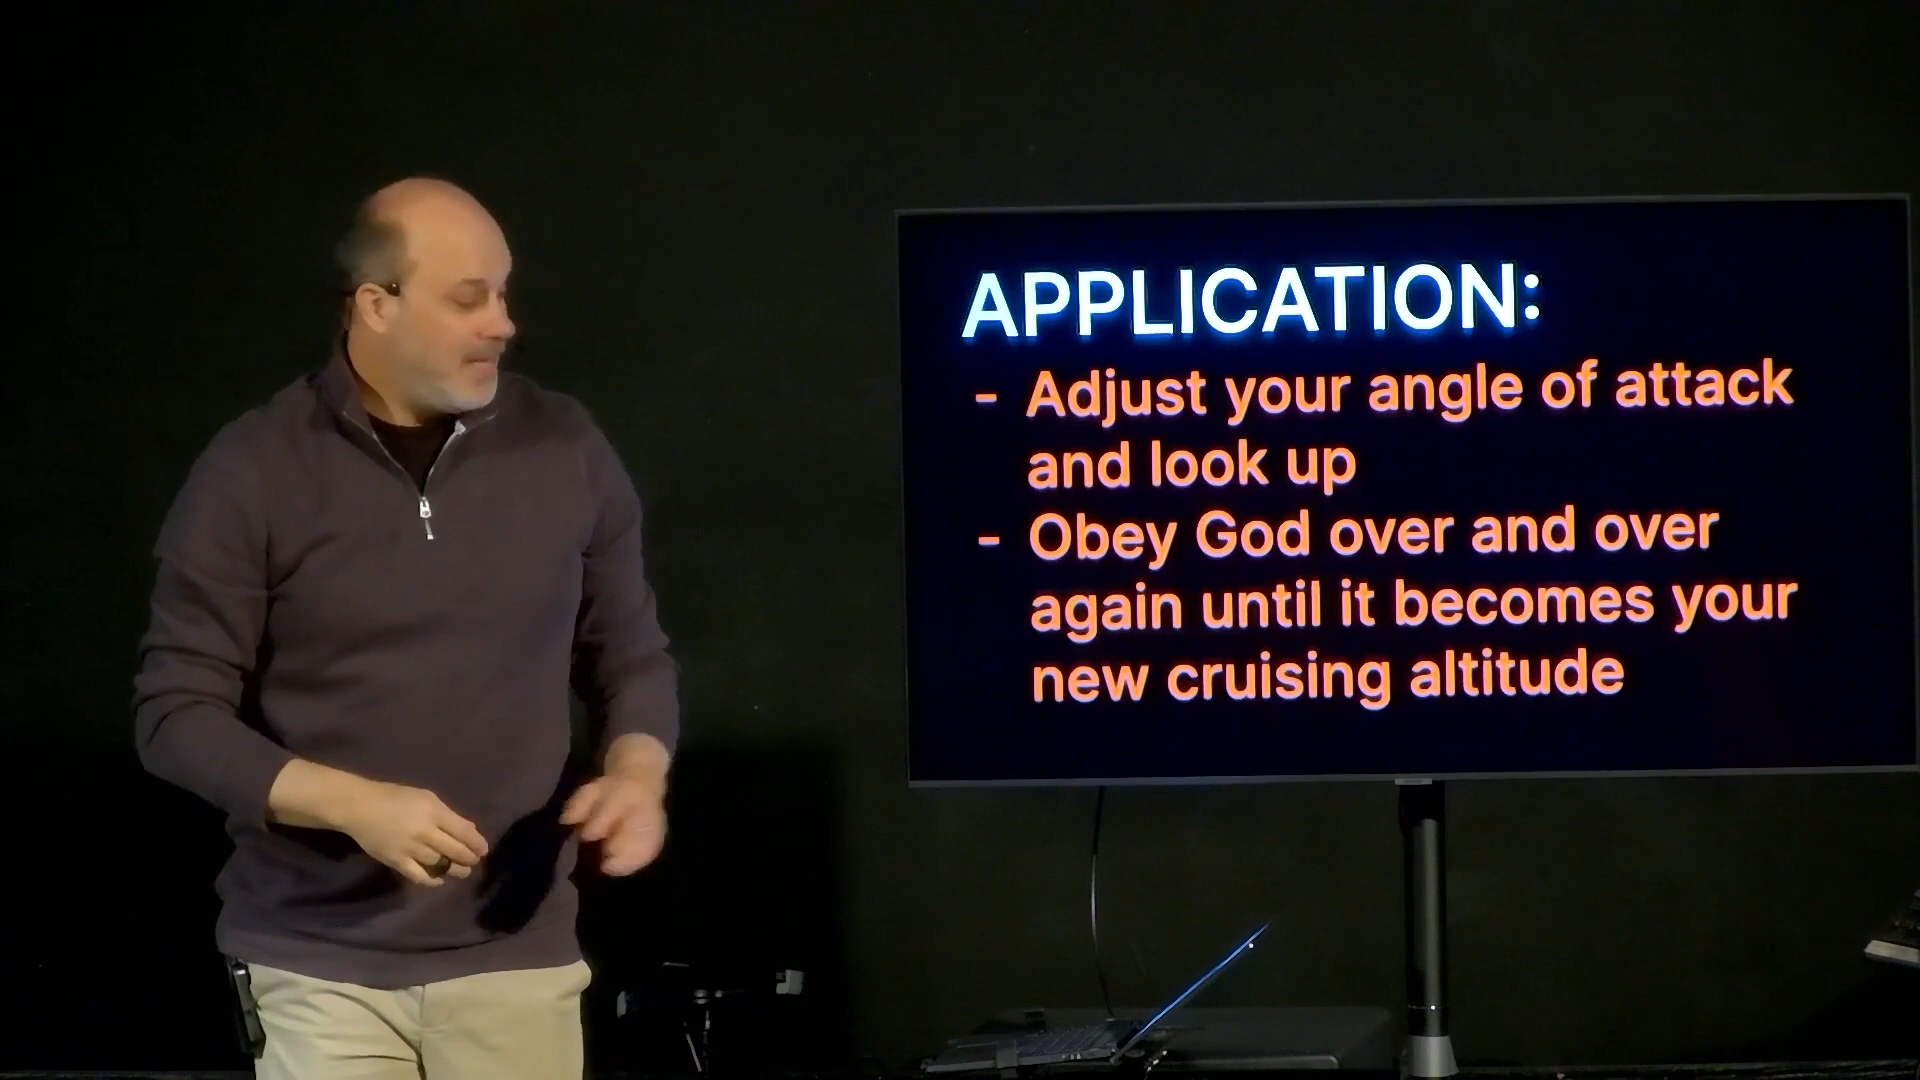 APPLICATION:
- Adjust your angle of attack
and look up
- Obey God over and over
again until it becomes your
new cruising altitude